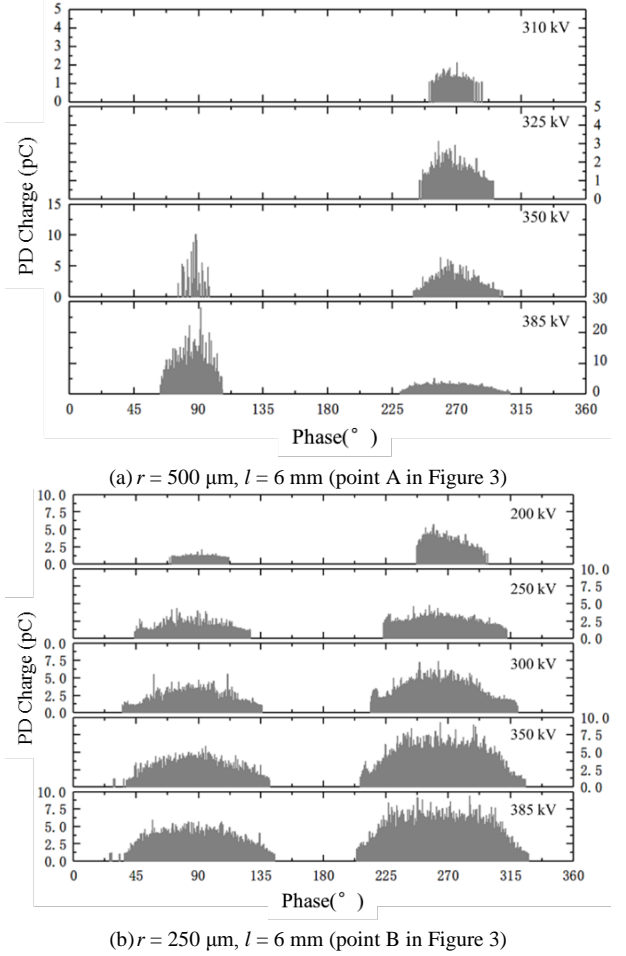 5
4
3
2
1
0
310 kV
5
4
3
2
1
0
325 kV
15
10
5
0
350 kV
30
20
10
0
385 kV
PD Charge (pC)
0 45 90 135 180 225 270 315 360
Phase(° )
(a) r = 500 μm, l = 6 mm (point A in Figure 3)
10.0
7.5
5.0
2.5
0.0
200 kV
10.0
7.5
5.0
2.5
0.0
250 kV
0.0
7.5
5.0
2.5
0.0
300 kV
10.0
7.5
5.0
2.5
0.0
350 kV
10.0
7.5
5.0
2.5
0.0
385 kV
PD Charge (pC)
0 45 90 135 180 225 270 315 360
Phase(° )
(b) r = 250 μm, l = 6 mm (point B in Figure 3)